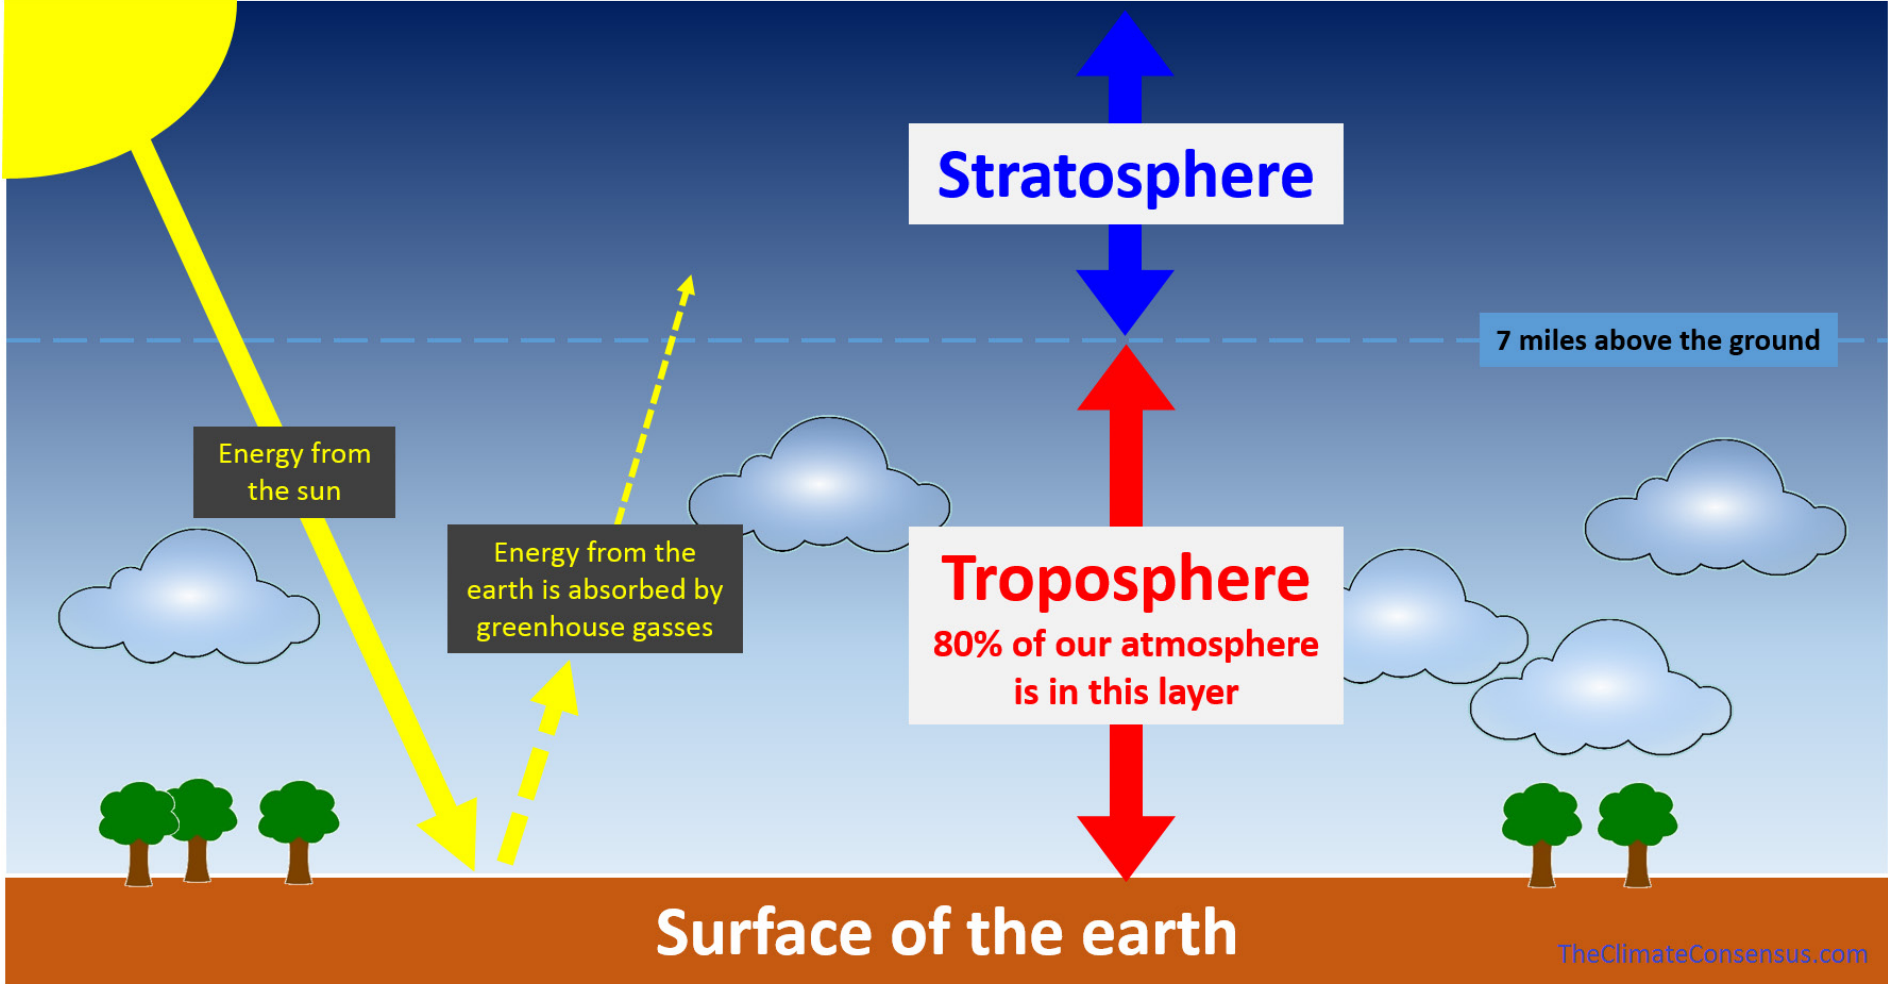 Stratosphere
7 miles above the ground
Energy from
the sun
Energy from the
earth is absorbed by
greenhouse gasses
Troposphere
80% of our atmosphere
is in this layer
Surface of the earth
TheClimateConsensus.com